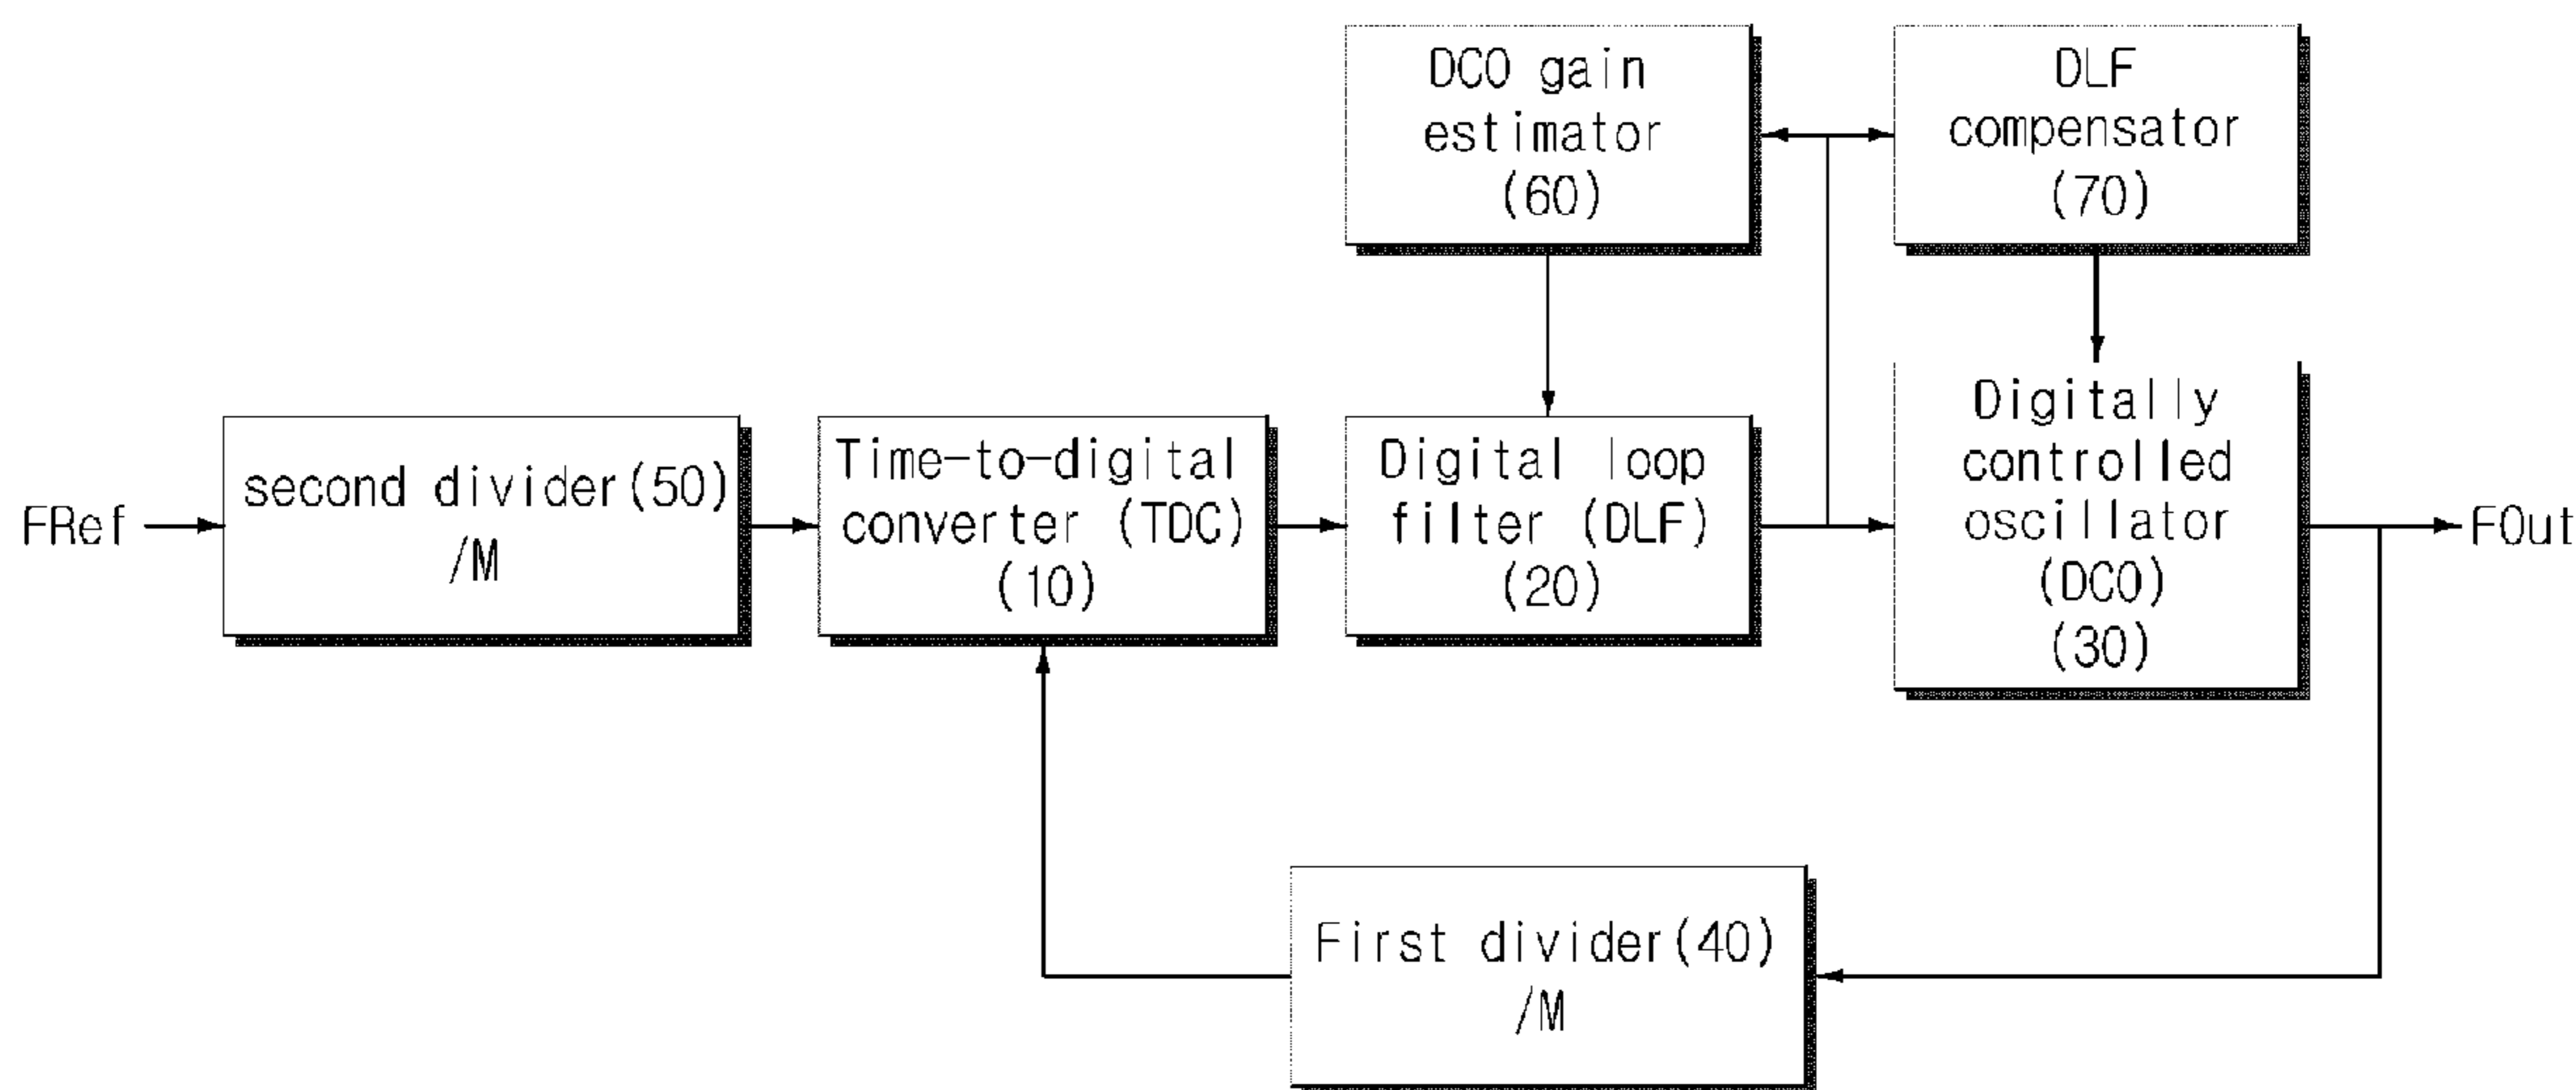 DCO gain
estimator
(60)
DLF
compensator
(70)
FRef
second divider(50)
/M
Time-to-digital
converter (TDC)
(10)
Digital loop
filter (DLF)
(20)
Digitally
controlled
oscillator
(DCO)
(30)
FOut
First divider(40)
/M